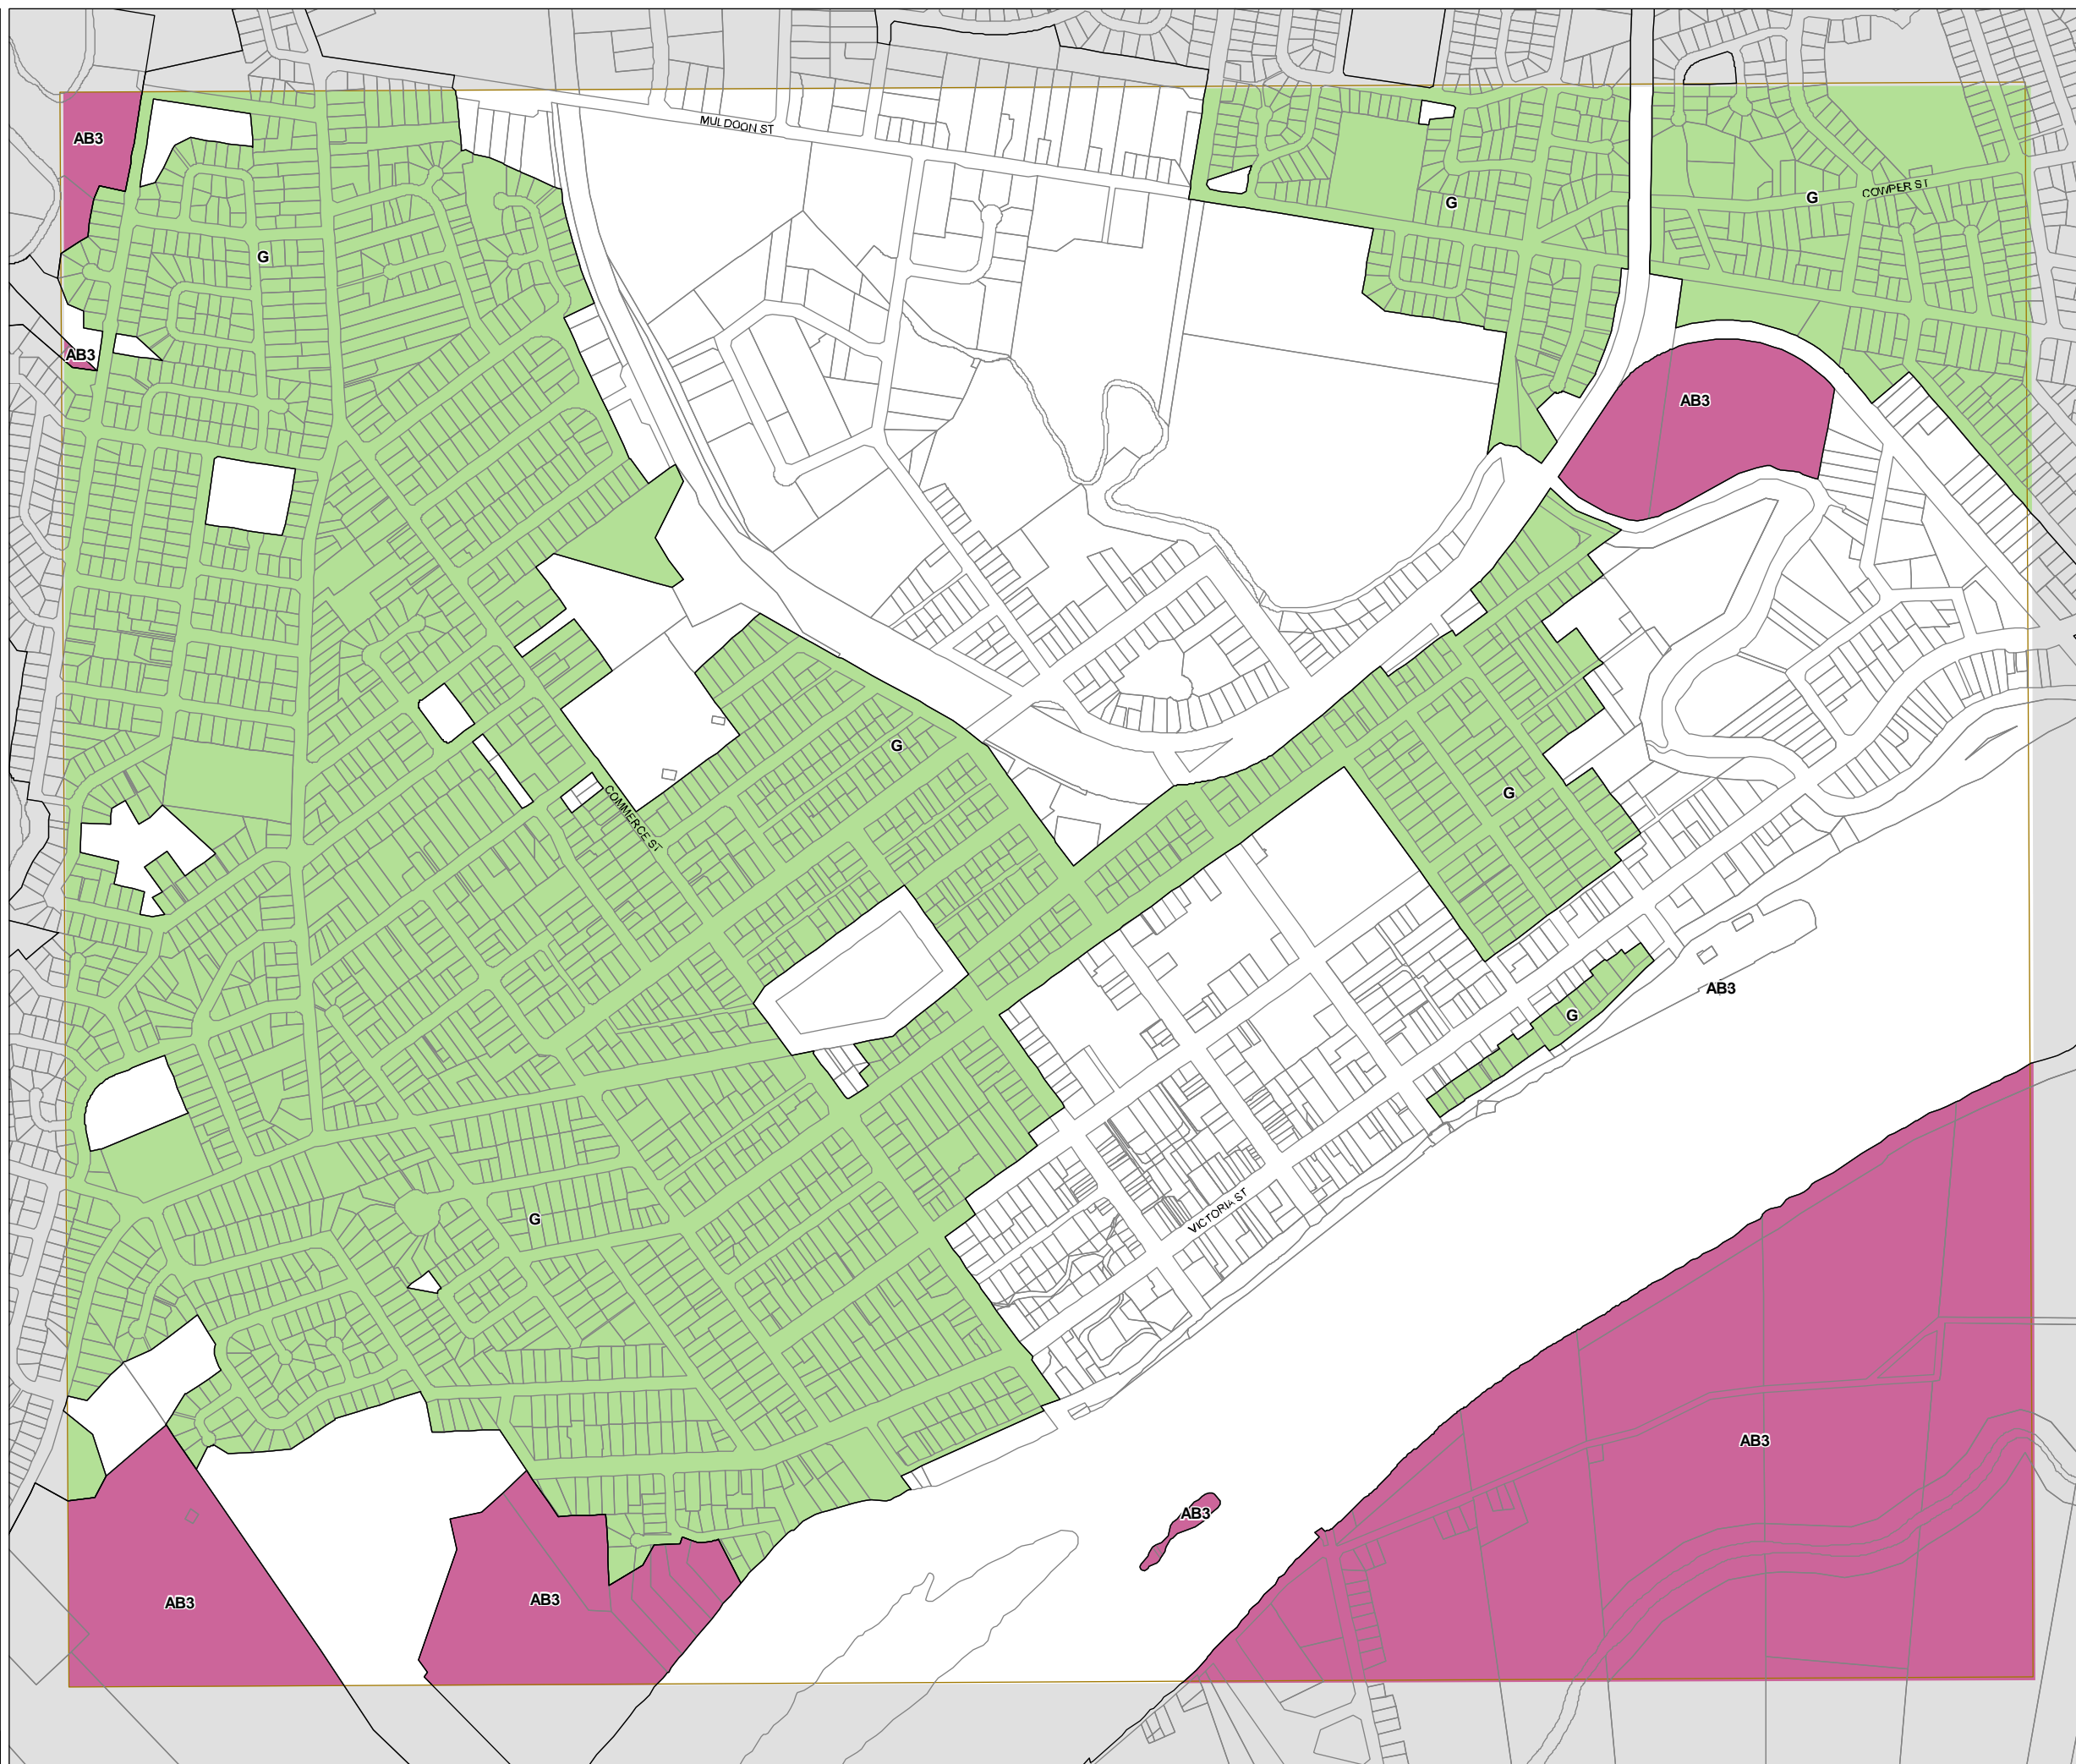 MULDOON ST
AB3
COWPER ST
G
G
G
AB3
AB3
G
COMMERCE ST
G
AB3
G
VICTORIA ST
G
AB3
AB3
AB3
AB3